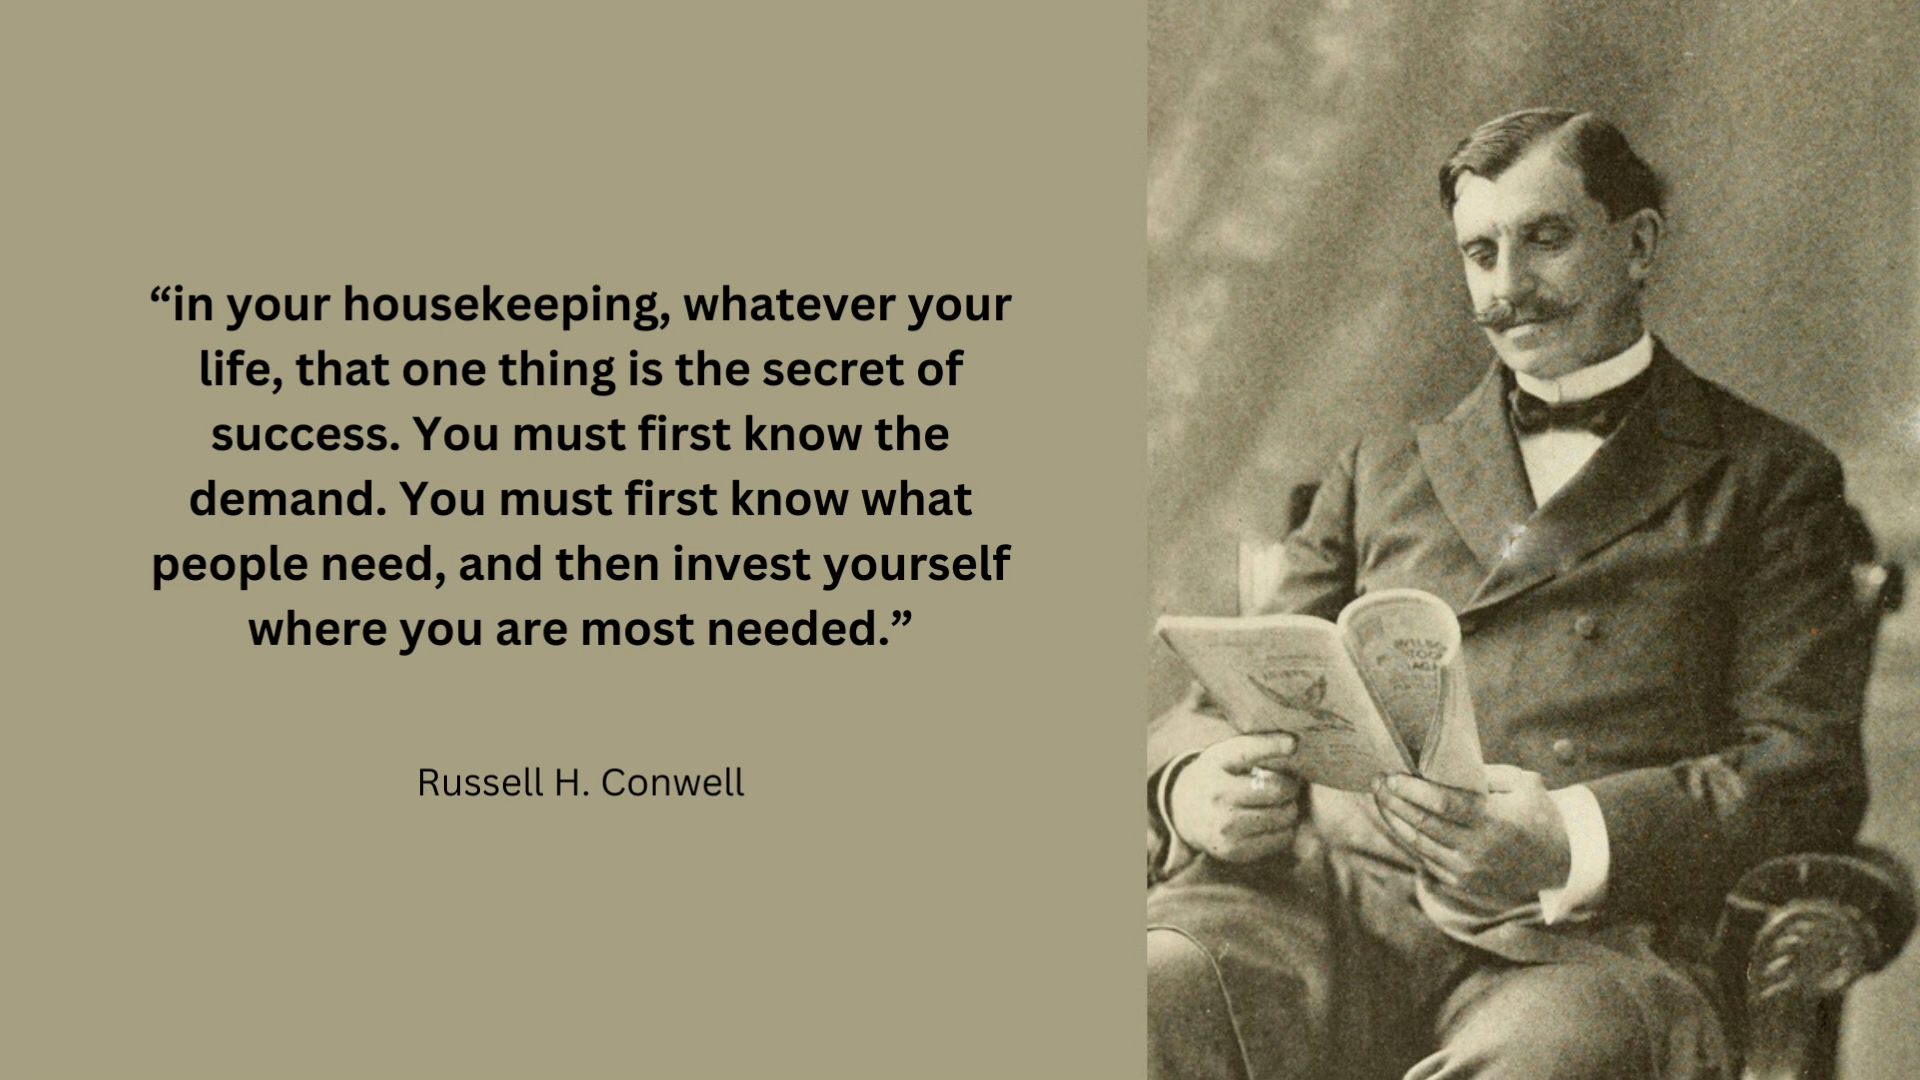 “in your housekeeping, whatever your
life, that one thing is the secret of
success. You must first know the
demand. You must first know what
people need, and then invest yourself
where you are most needed.”
Russell H. Conwell